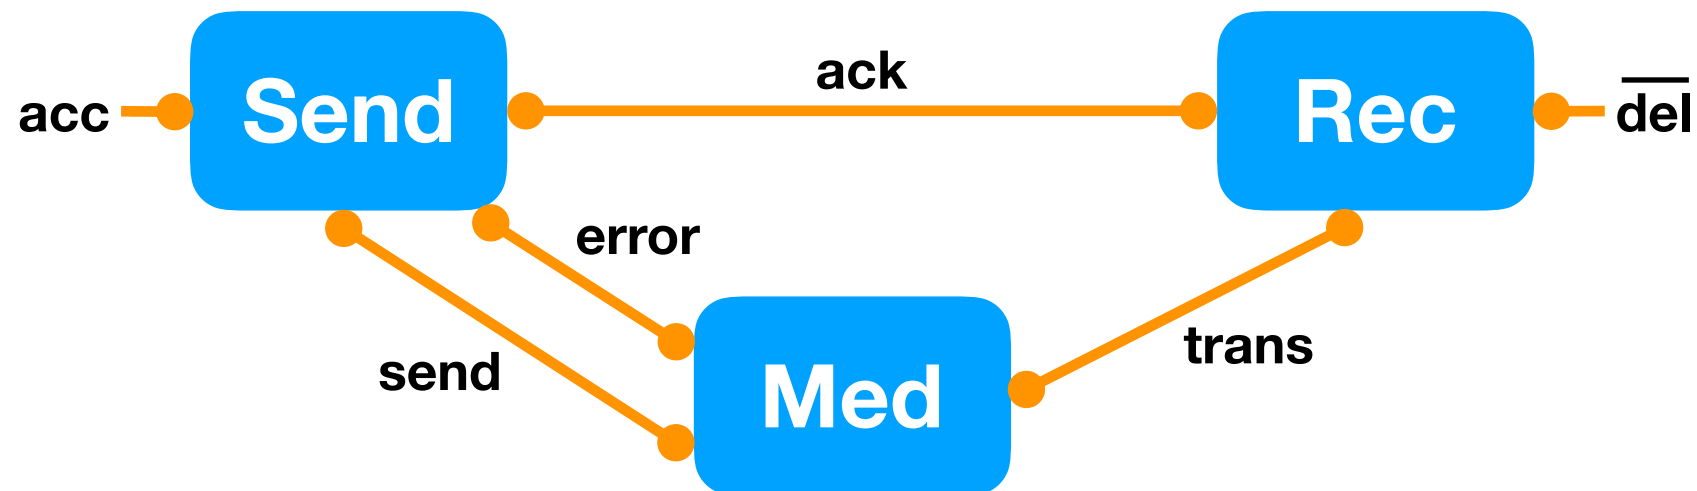 ack
acc
Send
Rec
del
error
send
trans
Med